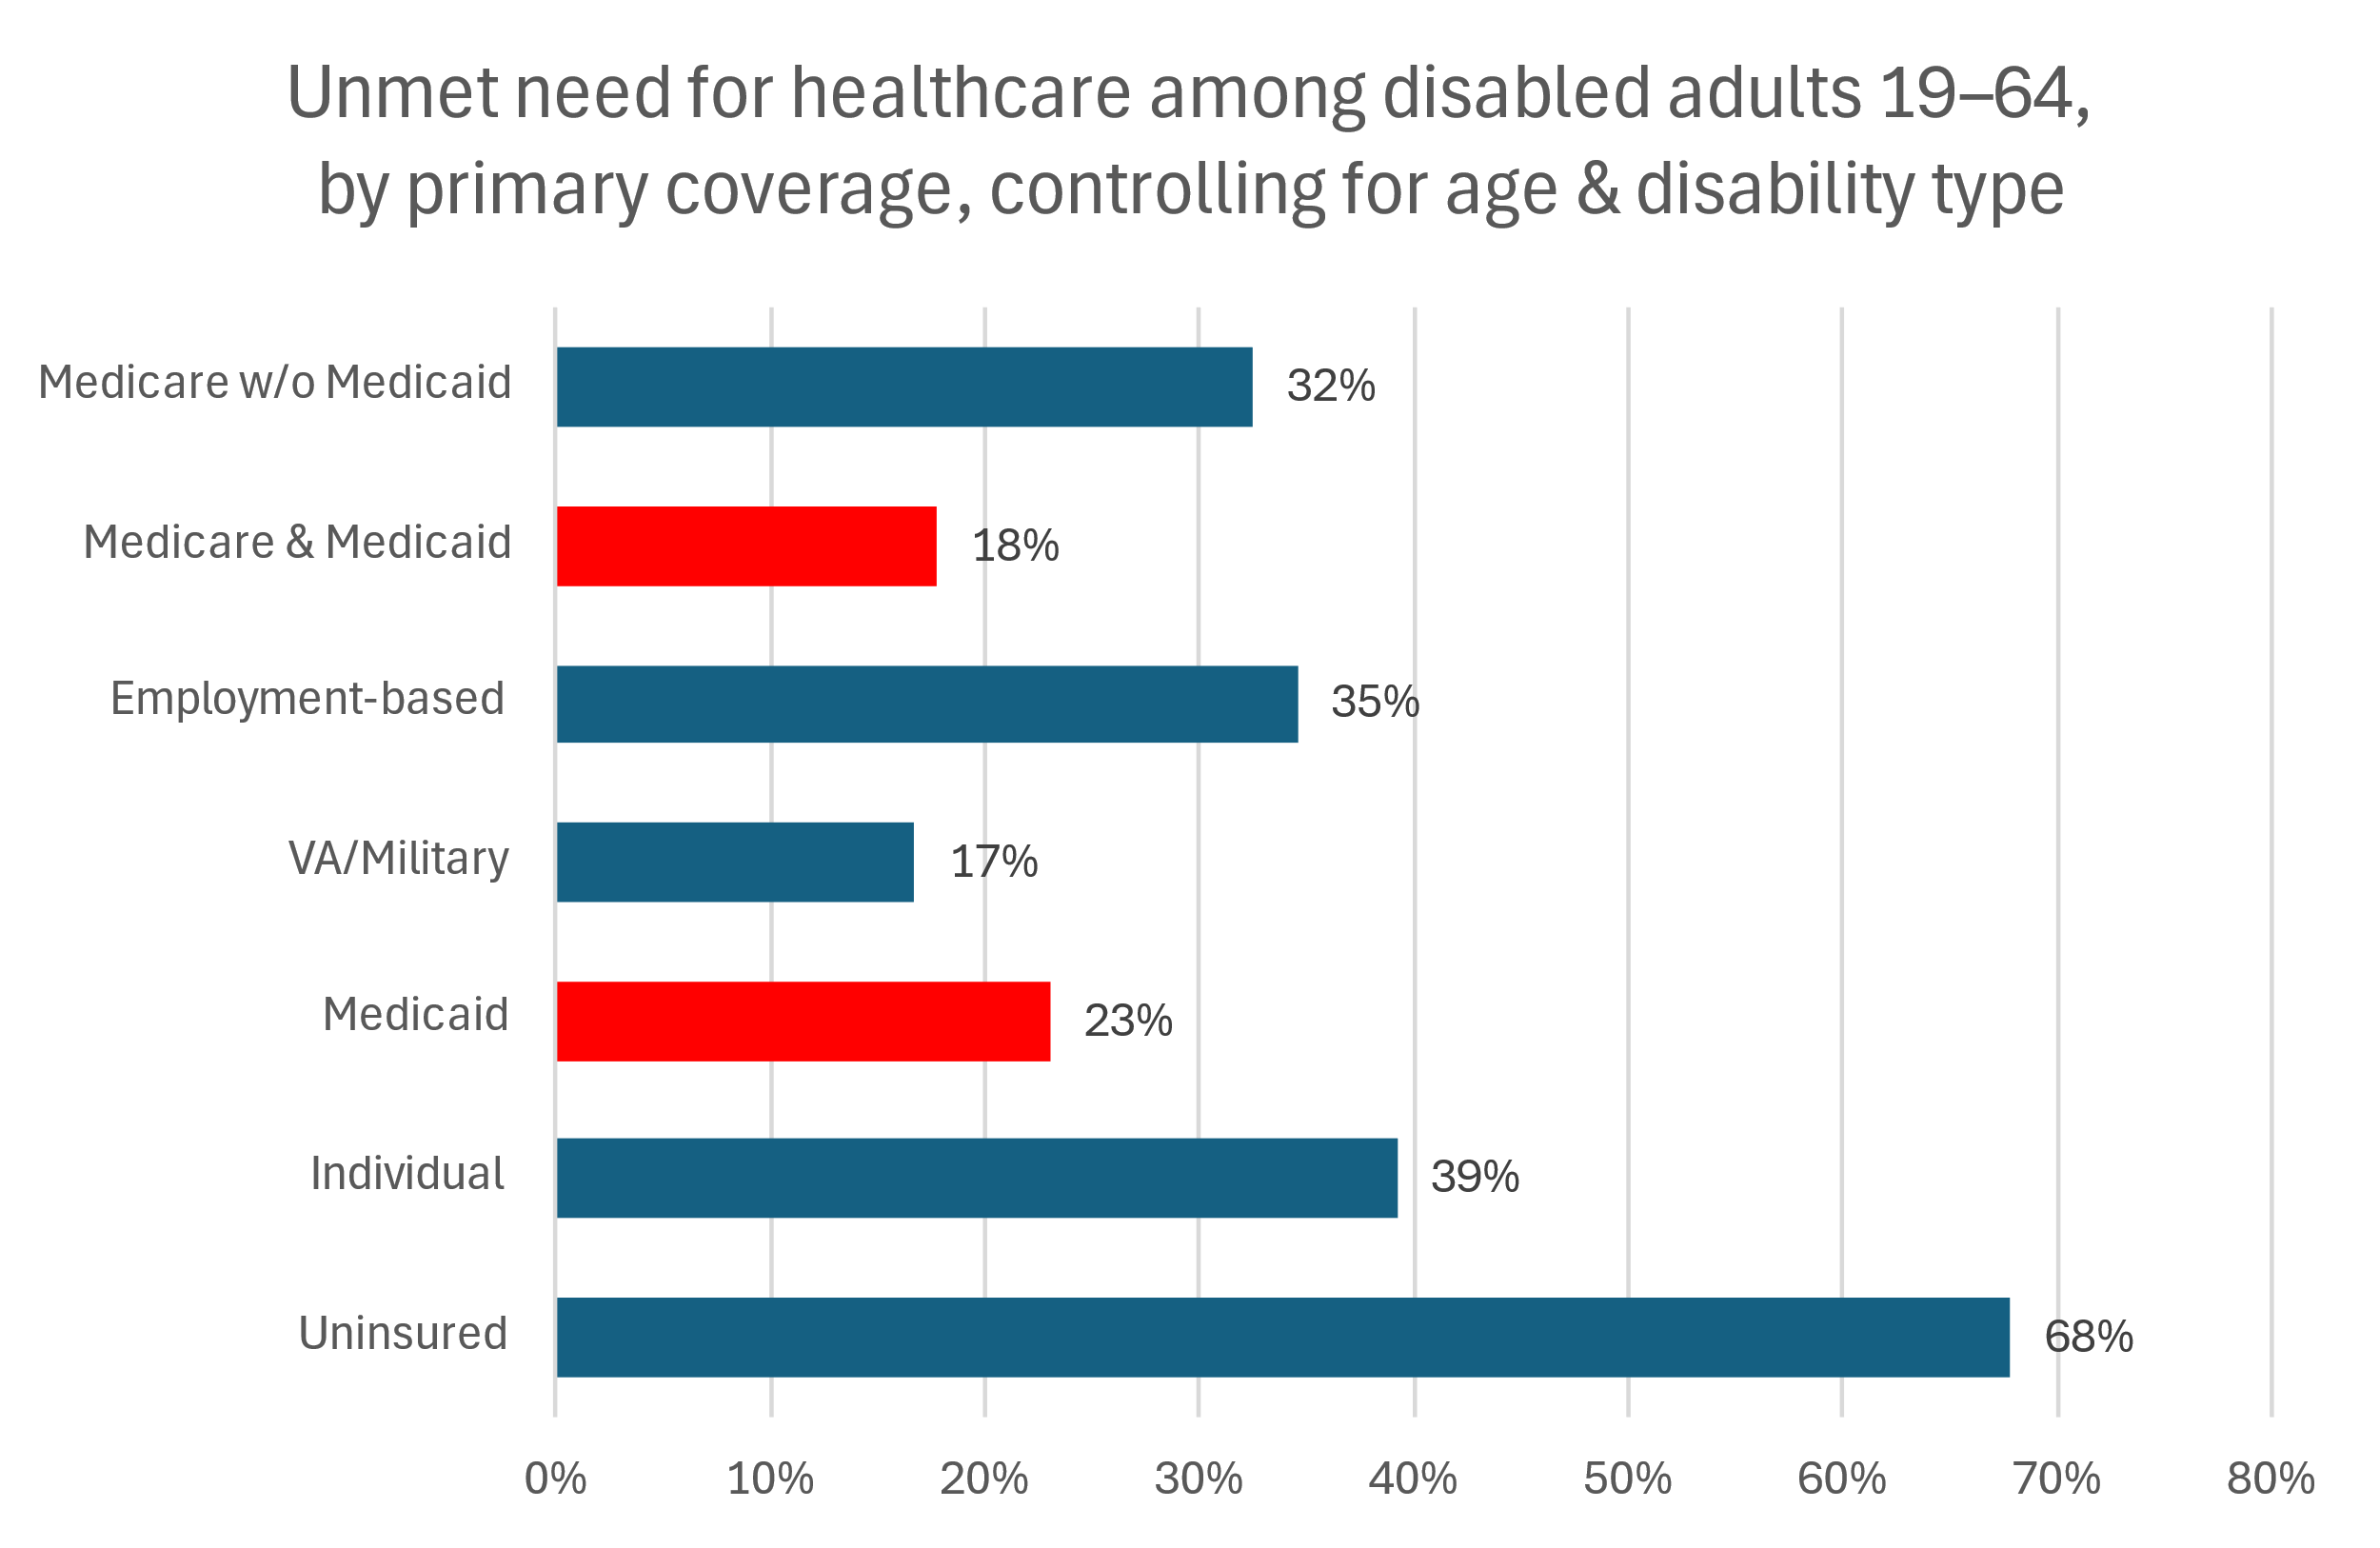 Unmet need for healthcare among disabled adults 19–64,
by primary coverage, controlling for age & disability type
Medicare w/o Medicaid
32%
Medicare & Medicaid
18%
Employment-based
35%
VA/Military
17%
Medicaid
23%
Individual
39%
Uninsured
68%
0% 10% 20% 30% 40% 50% 60% 70% 80%